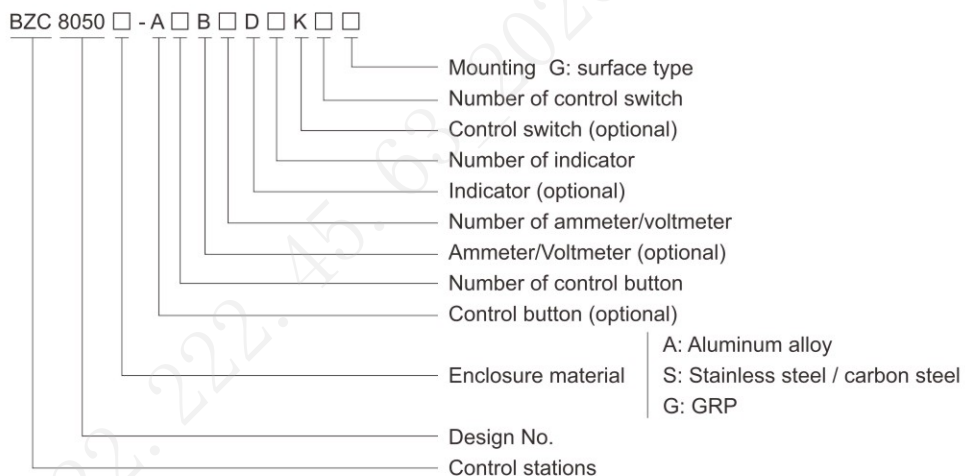 BZC 8050 □ - A □ B □ D □ K □ □
Mounting G: surface type
Number of control switch
Control switch (optional)
Number of indicator
Indicator (optional)
Number of ammeter/voltmeter
Ammeter/Voltmeter (optional)
Number of control button
Control button (optional)
A: Aluminum alloy
Enclosure material S: Stainless steel / carbon steel
G: GRP
Design No.
Control stations